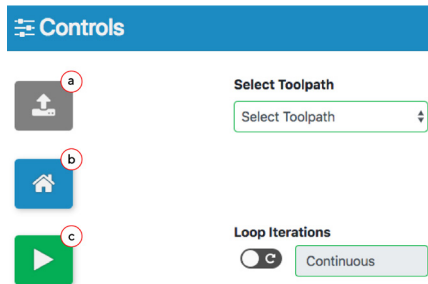 Controls
a
Select Toolpath
Select Toolpath
b
c
Loop Iterations
Continuous